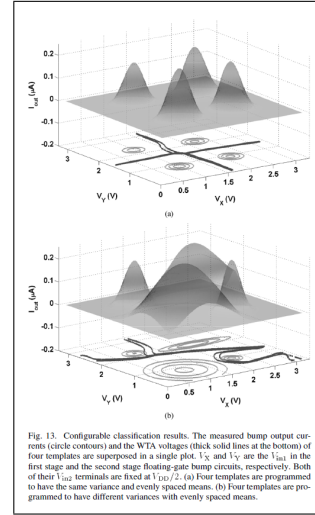 0.2
0.1
0
-0.1
-0.2
I_out (µA)
3
2
1
0
V_Y (V)
0
0.5
1
1.5
2
2.5
3
V_X (V)
(a)
0.2
0.1
0
-0.1
-0.2
I_out (µA)
3
2
1
0
V_Y (V)
0
0.5
1
1.5
2
2.5
3
V_X (V)
(b)
Fig. 13. Configurable classification results. The measured bump output cur-
rents (circle contours) and the WTA voltages (thick solid lines at the bottom) of
four templates are superposed in a single plot. V_X and V_Y are the V_in1 in the
first stage and the second stage floating-gate bump circuits, respectively. Both
of their V_in2 terminals are fixed at V_DD/2. (a) Four templates are programmed
to have the same variance and evenly spaced means. (b) Four templates are pro-
grammed to have different variances with evenly spaced means.